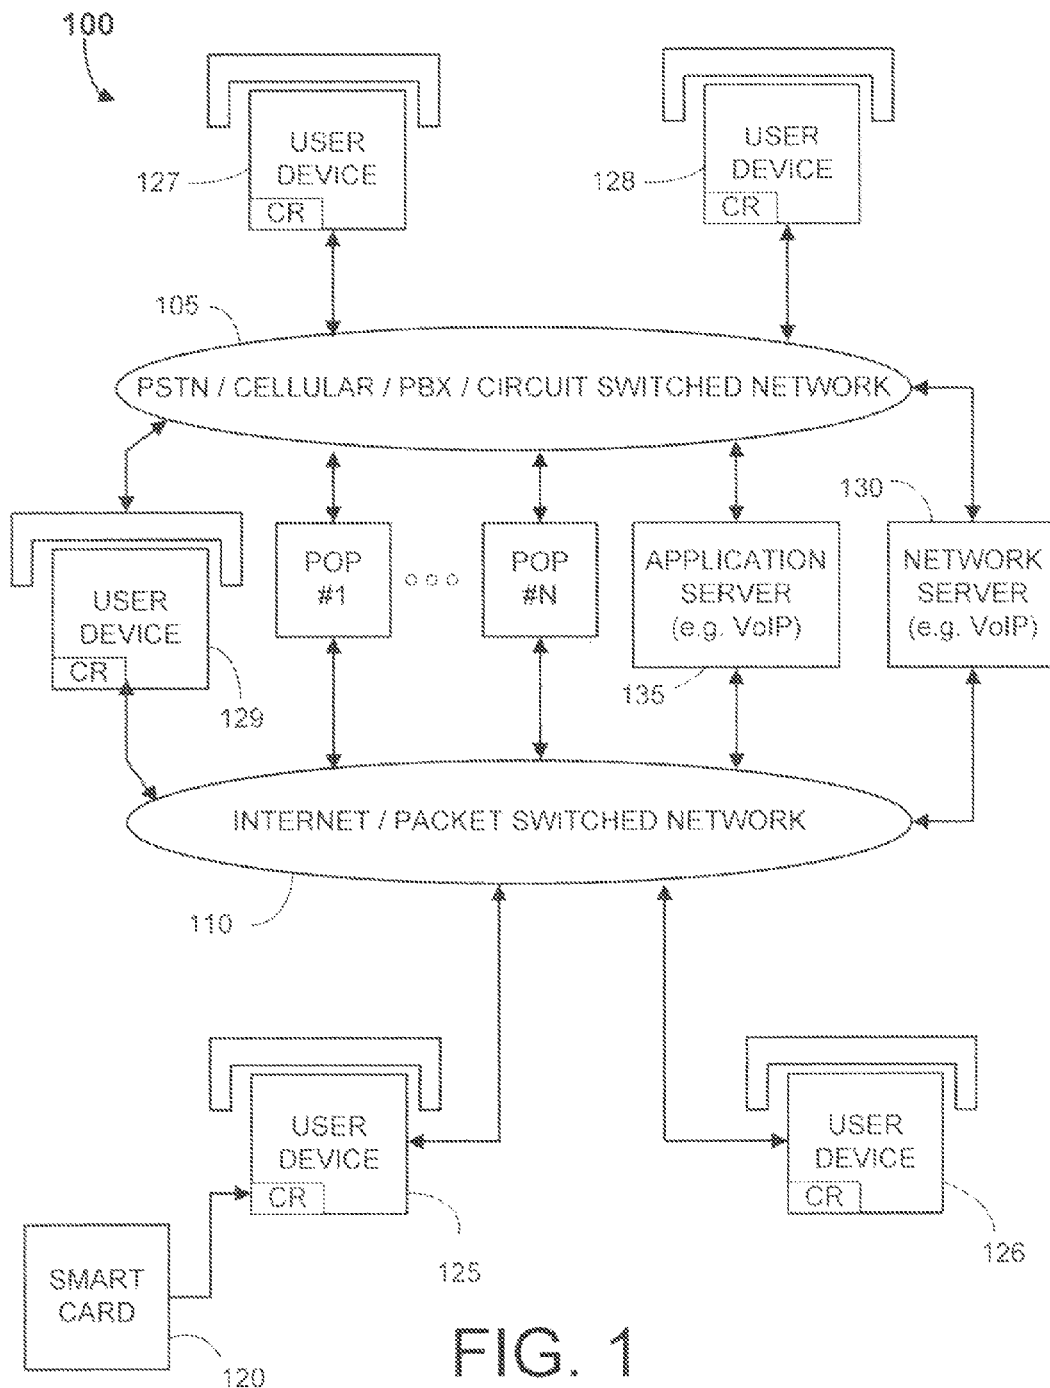 100
USER
DEVICE
CR
127
USER
DEVICE
CR
128
105
PSTN / CELLULAR / PBX / CIRCUIT SWITCHED NETWORK
130
USER
DEVICE
CR
129
POP
#1
POP
#N
APPLICATION
SERVER
(e.g. VoIP)
135
NETWORK
SERVER
(e.g. VoIP)
INTERNET / PACKET SWITCHED NETWORK
110
USER
DEVICE
CR
125
USER
DEVICE
CR
126
SMART
CARD
120
FIG. 1